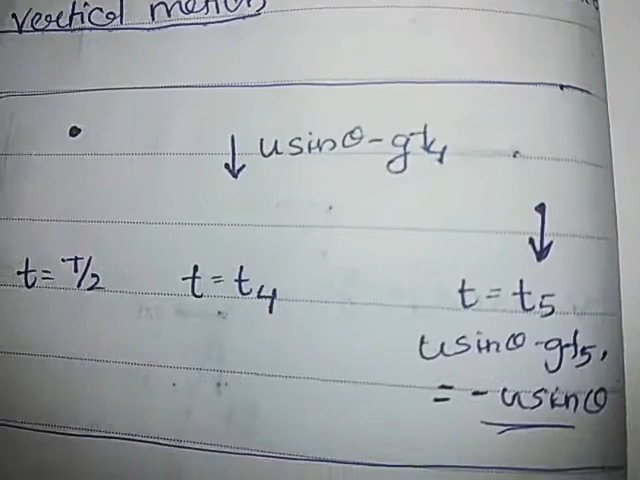 vertical motion
↓ usinθ - gt₄
t = T/2 t = t₄ t = t₅
usinθ - gt₅,
= - usinθ